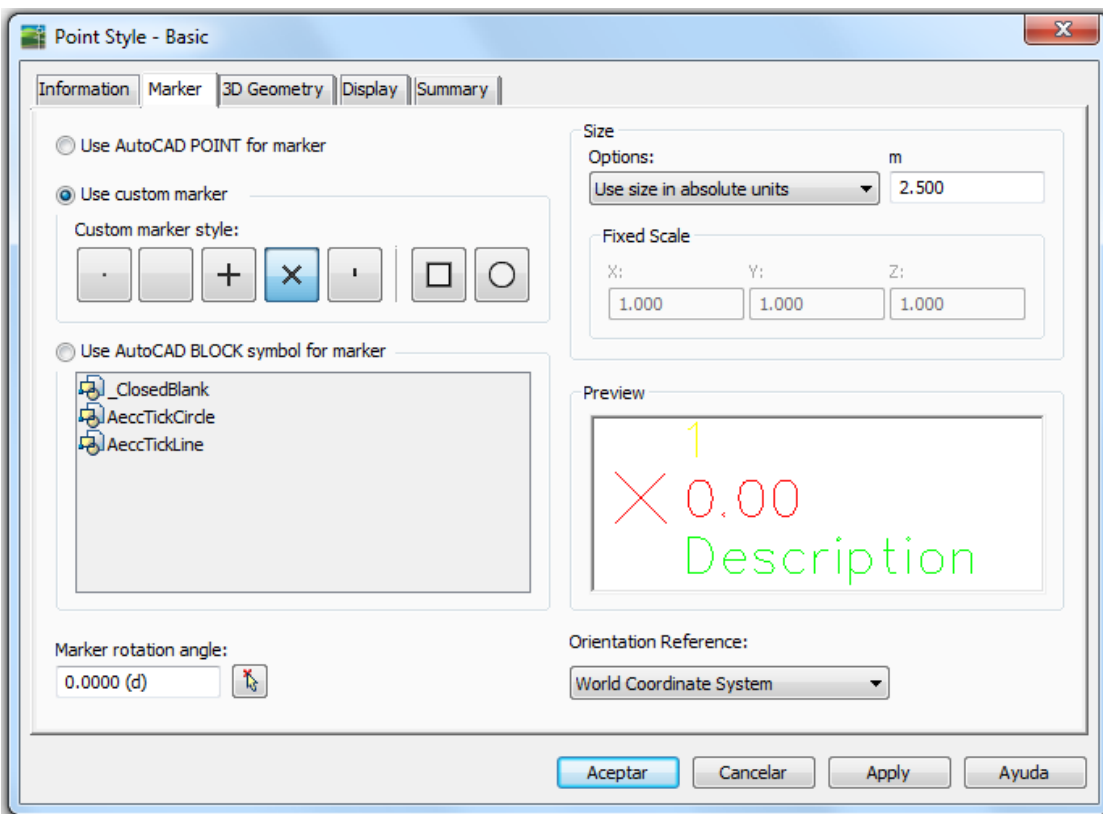 Point Style - Basic
Information Marker 3D Geometry Display Summary
Use AutoCAD POINT for marker
Use custom marker
Custom marker style:
Use AutoCAD BLOCK symbol for marker
_ClosedBlank
AeccTickCircle
AeccTickLine
Marker rotation angle:
0.0000 (d)
Size
Options: m
Use size in absolute units 2.500
Fixed Scale
X: Y: Z:
1.000 1.000 1.000
Preview
1
0.00
Description
Orientation Reference:
World Coordinate System
Aceptar Cancelar Apply Ayuda